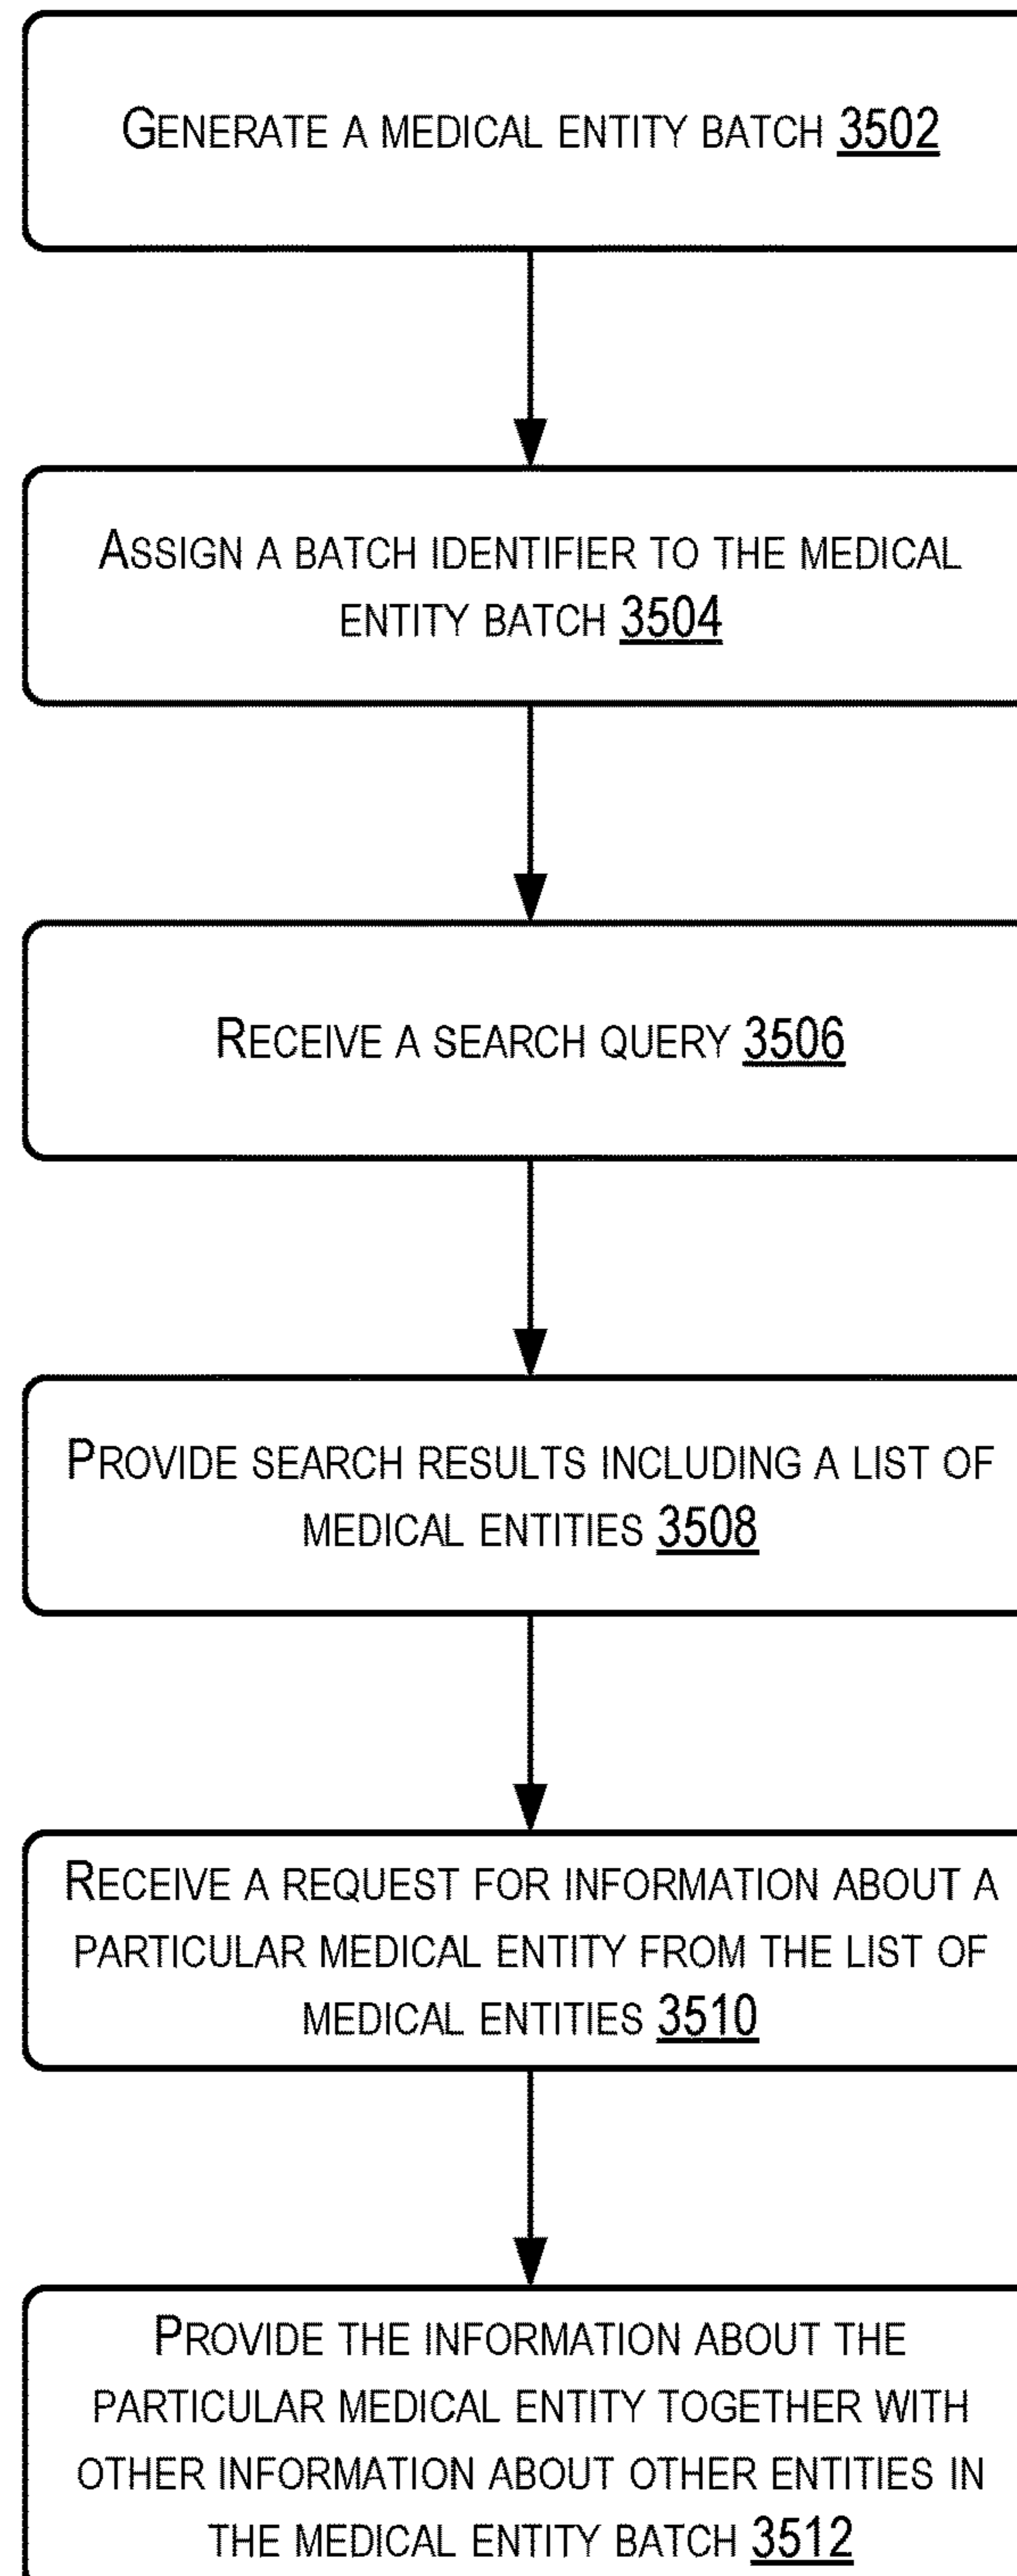 GENERATE A MEDICAL ENTITY BATCH 3502
ASSIGN A BATCH IDENTIFIER TO THE MEDICAL
ENTITY BATCH 3504
RECEIVE A SEARCH QUERY 3506
PROVIDE SEARCH RESULTS INCLUDING A LIST OF
MEDICAL ENTITIES 3508
RECEIVE A REQUEST FOR INFORMATION ABOUT A
PARTICULAR MEDICAL ENTITY FROM THE LIST OF
MEDICAL ENTITIES 3510
PROVIDE THE INFORMATION ABOUT THE
PARTICULAR MEDICAL ENTITY TOGETHER WITH
OTHER INFORMATION ABOUT OTHER ENTITIES IN
THE MEDICAL ENTITY BATCH 3512